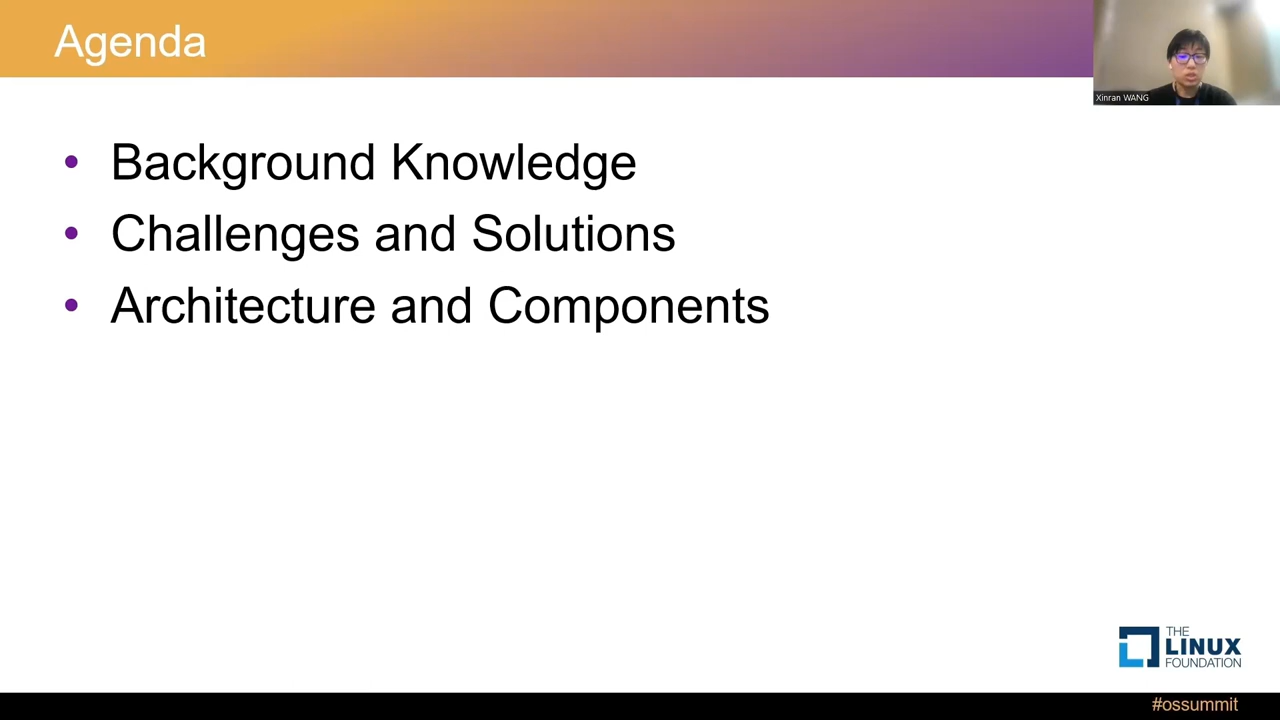 Agenda
Xinran WANG
• Background Knowledge
• Challenges and Solutions
• Architecture and Components
THE
LINUX
FOUNDATION
#ossummit